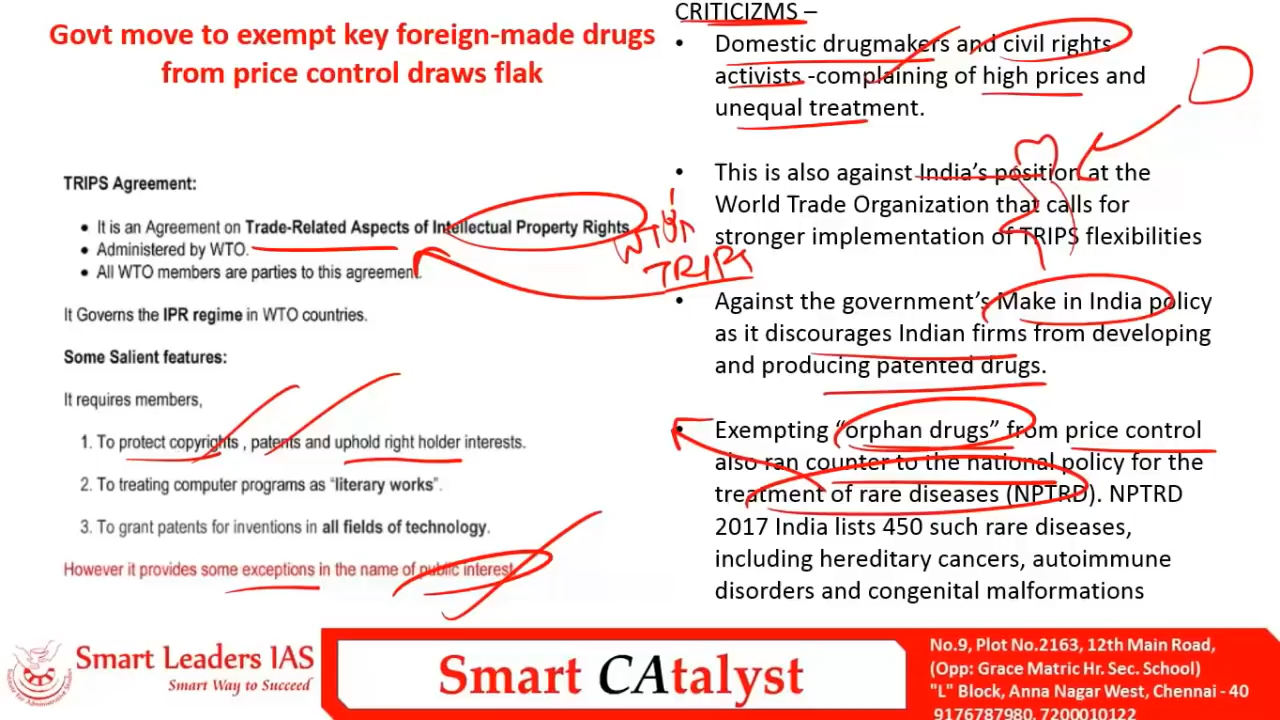 Govt move to exempt key foreign-made drugs
from price control draws flak
TRIPS Agreement:
• It is an Agreement on Trade-Related Aspects of Intellectual Property Rights.
• Administered by WTO.
• All WTO members are parties to this agreement.
It Governs the IPR regime in WTO countries.
Some Salient features:
It requires members,
1. To protect copyrights , patents and uphold right holder interests.
2. To treating computer programs as “literary works”.
3. To grant patents for inventions in all fields of technology.
However it provides some exceptions in the name of public interest.
WTO
TRIPS
CRITICIZMS –
• Domestic drugmakers and civil rights
activists -complaining of high prices and
unequal treatment.
• This is also against India’s position at the
World Trade Organization that calls for
stronger implementation of TRIPS flexibilities
• Against the government’s Make in India policy
as it discourages Indian firms from developing
and producing patented drugs.
• Exempting “orphan drugs” from price control
also ran counter to the national policy for the
treatment of rare diseases (NPTRD). NPTRD
2017 India lists 450 such rare diseases,
including hereditary cancers, autoimmune
disorders and congenital malformations
Smart Leaders IAS
Smart Way to Succeed
Smart CAtalyst
No.9, Plot No.2163, 12th Main Road,
(Opp: Grace Matric Hr. Sec. School)
"L" Block, Anna Nagar West, Chennai - 40
9176787980, 7200010122